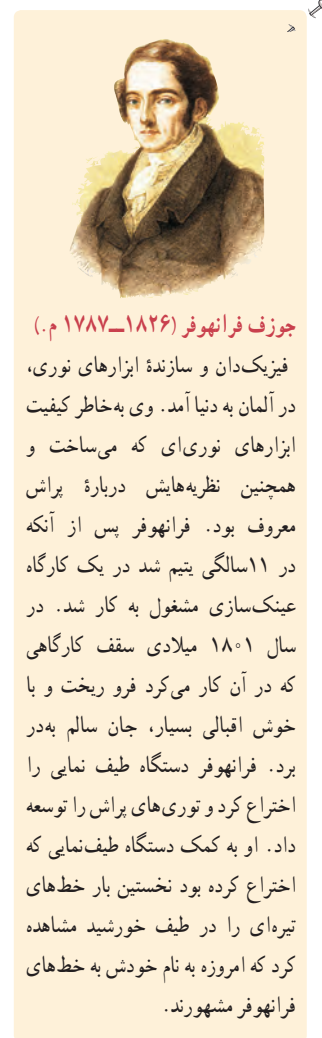 جوزف فرانهوفر (۱۸۲۶ــ۱۷۸۷ م.)
فیزیک‌دان و سازندهٔ ابزارهای نوری،
در آلمان به دنیا آمد. وی به‌خاطر کیفیت
ابزارهای نوری‌ای که می‌ساخت و
همچنین نظریه‌هایش دربارهٔ پراش
معروف بود. فرانهوفر پس از آنکه
در ۱۱سالگی یتیم شد در یک کارگاه
عینک‌سازی مشغول به کار شد. در
سال ۱۸۰۱ میلادی سقف کارگاهی
که در آن کار می‌کرد فرو ریخت و با
خوش اقبالی بسیار، جان سالم به‌در
برد. فرانهوفر دستگاه طیف نمایی را
اختراع کرد و توری‌های پراش را توسعه
داد. او به کمک دستگاه طیف‌نمایی که
اختراع کرده بود نخستین بار خط‌های
تیره‌ای را در طیف خورشید مشاهده
کرد که امروزه به نام خودش به خط‌های
فرانهوفر مشهورند.